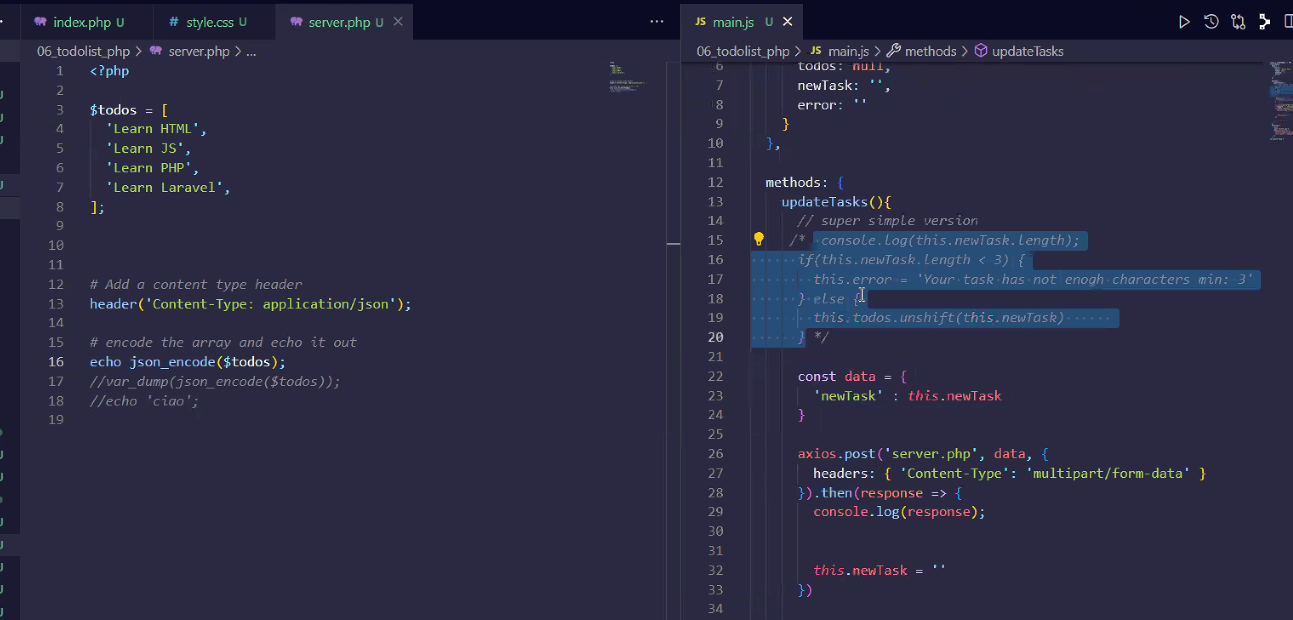 index.php U
style.css U
server.php U
06_todolist_php > server.php > ...
1 <?php
2
3 $todos = [
4 'Learn HTML',
5 'Learn JS',
6 'Learn PHP',
7 'Learn Laravel',
8 ];
9
10
11
12 # Add a content type header
13 header('Content-Type: application/json');
14
15 # encode the array and echo it out
16 echo json_encode($todos);
17 //var_dump(json_encode($todos));
18 //echo 'ciao';
19
JS main.js U
06_todolist_php > JS main.js > methods > updateTasks
6 todos: null,
7 newTask: '',
8 error: ''
9 }
10 },
11
12 methods: {
13 updateTasks(){
14 // super simple version
15 /* console.log(this.newTask.length);
16 if(this.newTask.length < 3) {
17 this.error = 'Your task has not enogh characters min: 3'
18 } else {
19 this.todos.unshift(this.newTask)
20 } */
21
22 const data = {
23 'newTask' : this.newTask
24 }
25
26 axios.post('server.php', data, {
27 headers: { 'Content-Type': 'multipart/form-data' }
28 }).then(response => {
29 console.log(response);
30
31
32 this.newTask = ''
33 })
34